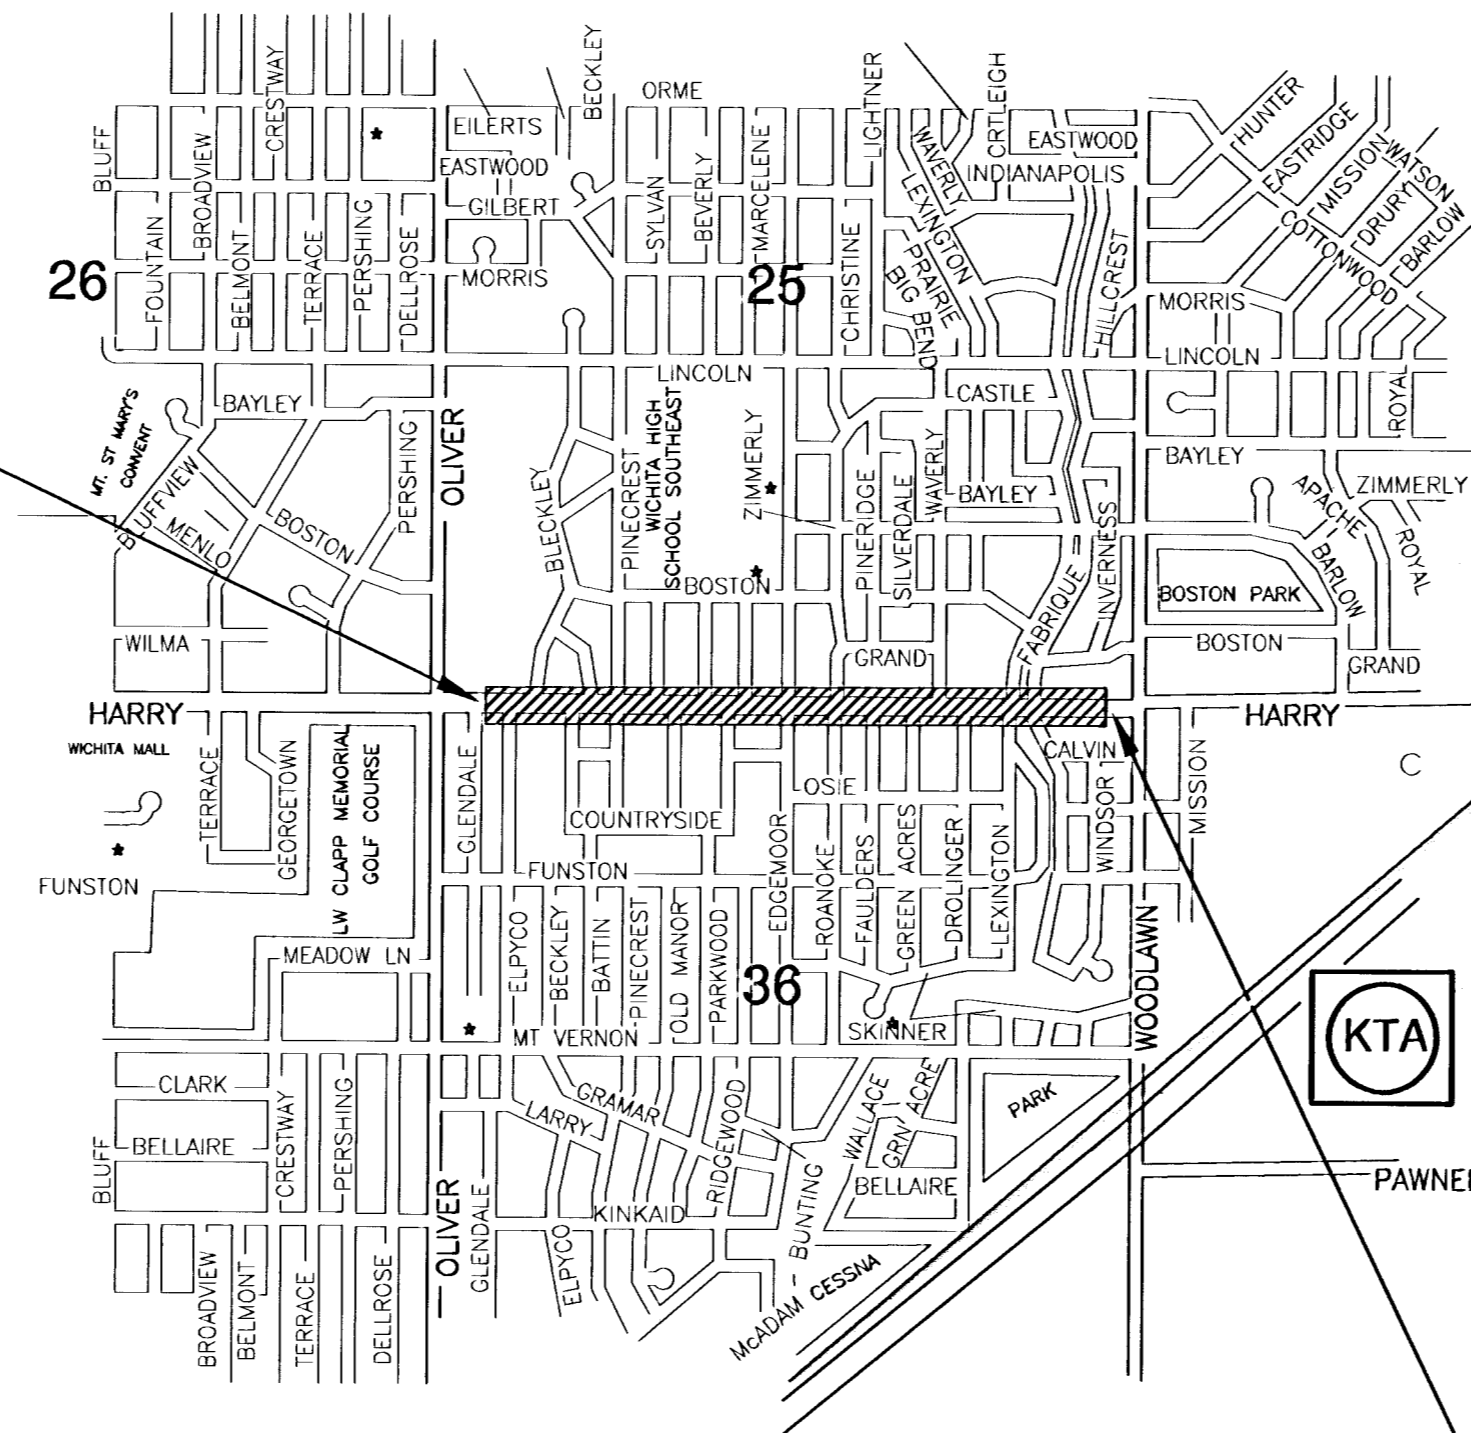 BECKLEY
CRESTWAY
ORME
LIGHTNER
CRTLEIGH
HUNTER
EILERTS
EASTWOOD
EASTWOOD
GILBERT
BLUFF
BROADVIEW
SYLVAN
BEVERLY
MARCELENE
WAVERLY
LEXINGTON
INDIANAPOLIS
EASTRIDGE
MISSION
WATSON
DRURY
BARLOW
COTTONWOOD
26
FOUNTAIN
BELMONT
TERRACE
PERSHING
DELLROSE
MORRIS
25
CHRISTINE
PRAIRIE
BIG BEND
HILLCREST
MORRIS
LINCOLN
LINCOLN
ROYAL
MT. ST MARY'S
CONVENT
BAYLEY
PERSHING
OLIVER
BLECKLEY
PINECREST
WICHITA HIGH
SCHOOL SOUTHEAST
ZIMMERLY
CASTLE
WAVERLY
BAYLEY
BAYLEY
ZIMMERLY
APACHE
ROYAL
BARLOW
MENLO
BOSTON
BOSTON
PINERIDGE
SILVERDALE
FABRIQUE
INVERNESS
BOSTON PARK
BOSTON
WILMA
GRAND
GRAND
HARRY
HARRY
WICHITA MALL
TERRACE
GEORGETOWN
LW CLAPP MEMORIAL
GOLF COURSE
GLENDALE
COUNTRYSIDE
OSIE
CALVIN
WINDSOR
MISSION
C
FUNSTON
FUNSTON
EDGEMOOR
ROANOKE
FAULDERS
GREEN ACRES
DROLINGER
LEXINGTON
MEADOW LN
ELPYCO
BECKLEY
BATTIN
PINECREST
OLD MANOR
PARKWOOD
36
WOODLAWN
SKINNER
KTA
MT VERNON
CLARK
BELLAIRE
BLUFF
CRESTWAY
PERSHING
GRAMAR
LARRY
RIDGEWOOD
WALLACE
GRN ACRE
PARK
BELLAIRE
PAWNE
OLIVER
GLENDALE
KINKAID
BUNTING
BROADVIEW
BELMONT
TERRACE
DELLROSE
ELPYCO
McADAM CESSNA